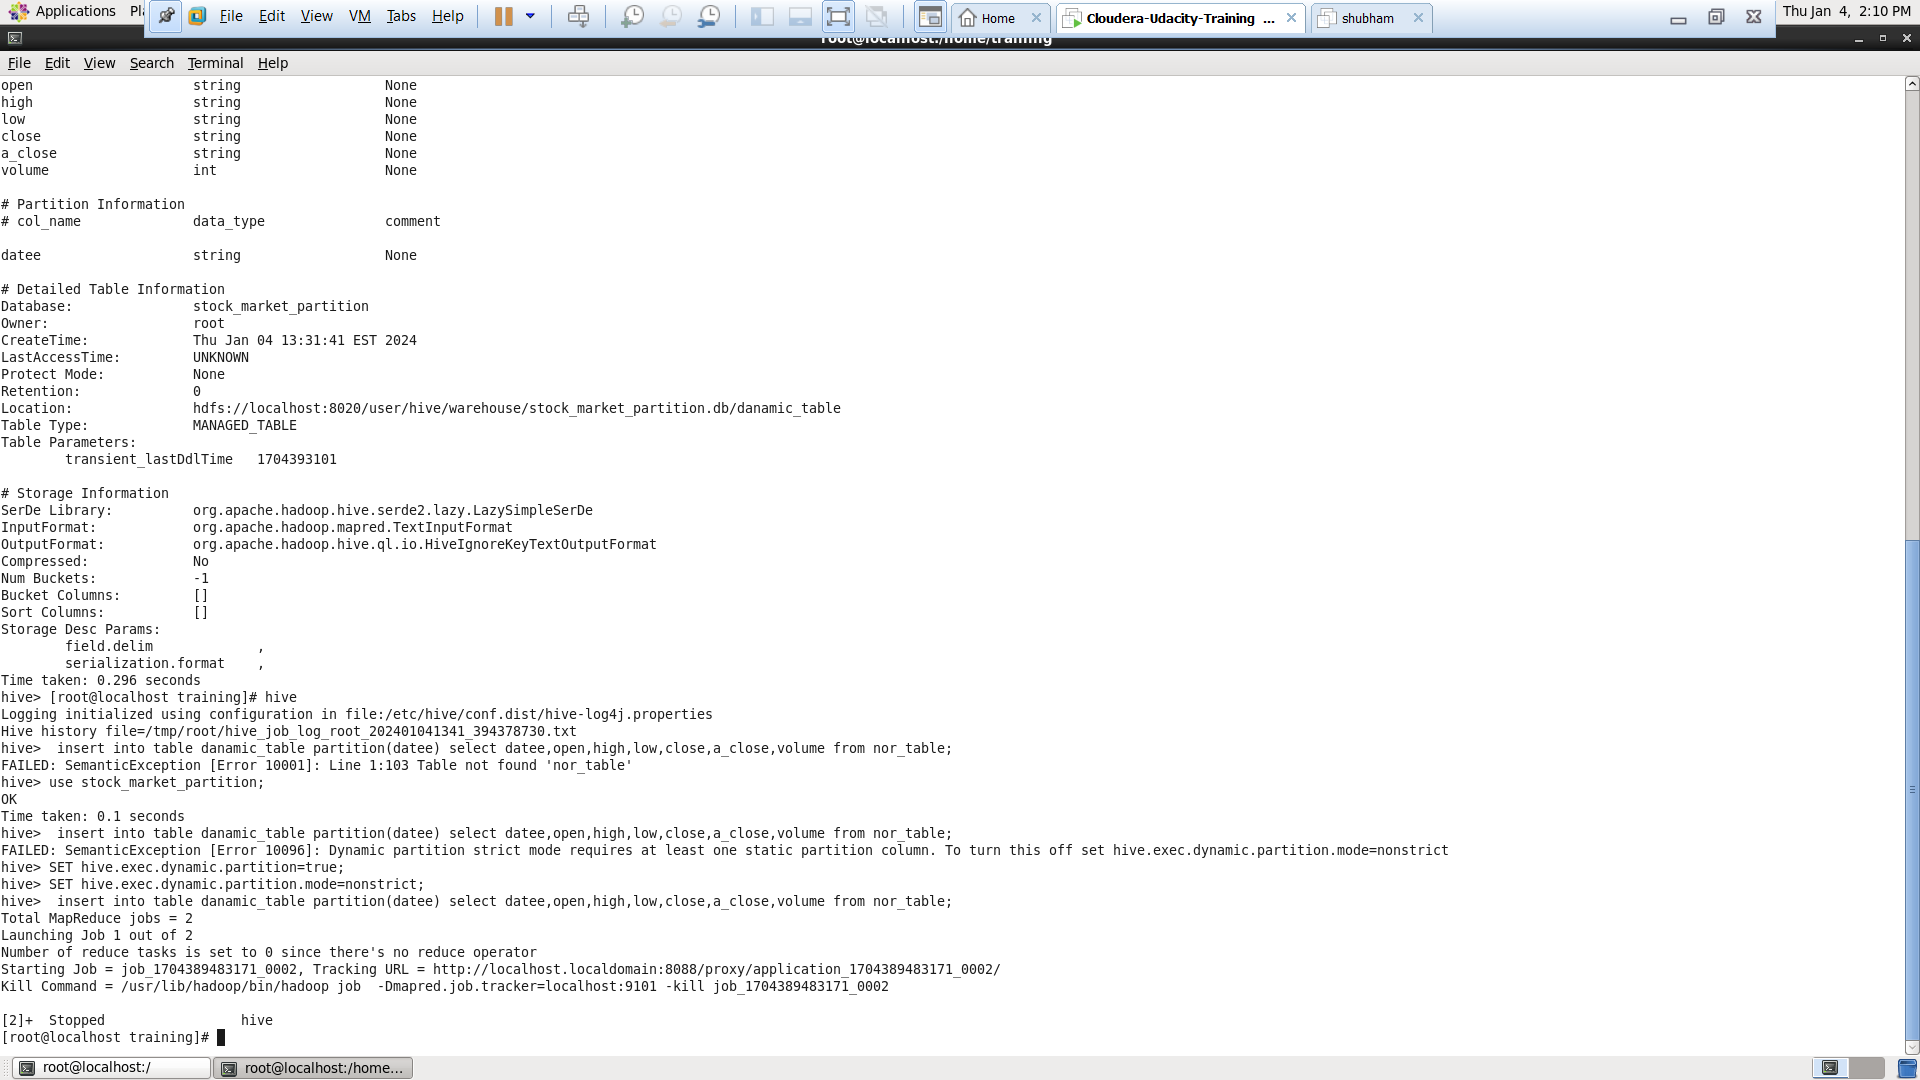 Applications Pl File Edit View VM Tabs Help Home Cloudera-Udacity-Training ... shubham Thu Jan 4, 2:10 PM
root@localhost:/home/training
File Edit View Search Terminal Help
open string None
high string None
low string None
close string None
a_close string None
volume int None
# Partition Information
# col_name data_type comment
datee string None
# Detailed Table Information
Database: stock_market_partition
Owner: root
CreateTime: Thu Jan 04 13:31:41 EST 2024
LastAccessTime: UNKNOWN
Protect Mode: None
Retention: 0
Location: hdfs://localhost:8020/user/hive/warehouse/stock_market_partition.db/danamic_table
Table Type: MANAGED_TABLE
Table Parameters:
transient_lastDdlTime 1704393101
# Storage Information
SerDe Library: org.apache.hadoop.hive.serde2.lazy.LazySimpleSerDe
InputFormat: org.apache.hadoop.mapred.TextInputFormat
OutputFormat: org.apache.hadoop.hive.ql.io.HiveIgnoreKeyTextOutputFormat
Compressed: No
Num Buckets: -1
Bucket Columns: []
Sort Columns: []
Storage Desc Params:
field.delim ,
serialization.format ,
Time taken: 0.296 seconds
hive> [root@localhost training]# hive
Logging initialized using configuration in file:/etc/hive/conf.dist/hive-log4j.properties
Hive history file=/tmp/root/hive_job_log_root_202401041341_394378730.txt
hive>  insert into table danamic_table partition(datee) select datee,open,high,low,close,a_close,volume from nor_table;
FAILED: SemanticException [Error 10001]: Line 1:103 Table not found 'nor_table'
hive> use stock_market_partition;
OK
Time taken: 0.1 seconds
hive>  insert into table danamic_table partition(datee) select datee,open,high,low,close,a_close,volume from nor_table;
FAILED: SemanticException [Error 10096]: Dynamic partition strict mode requires at least one static partition column. To turn this off set hive.exec.dynamic.partition.mode=nonstrict
hive> SET hive.exec.dynamic.partition=true;
hive> SET hive.exec.dynamic.partition.mode=nonstrict;
hive>  insert into table danamic_table partition(datee) select datee,open,high,low,close,a_close,volume from nor_table;
Total MapReduce jobs = 2
Launching Job 1 out of 2
Number of reduce tasks is set to 0 since there's no reduce operator
Starting Job = job_1704389483171_0002, Tracking URL = http://localhost.localdomain:8088/proxy/application_1704389483171_0002/
Kill Command = /usr/lib/hadoop/bin/hadoop job  -Dmapred.job.tracker=localhost:9101 -kill job_1704389483171_0002
[2]+  Stopped hive
[root@localhost training]#
root@localhost:/ root@localhost:/home...